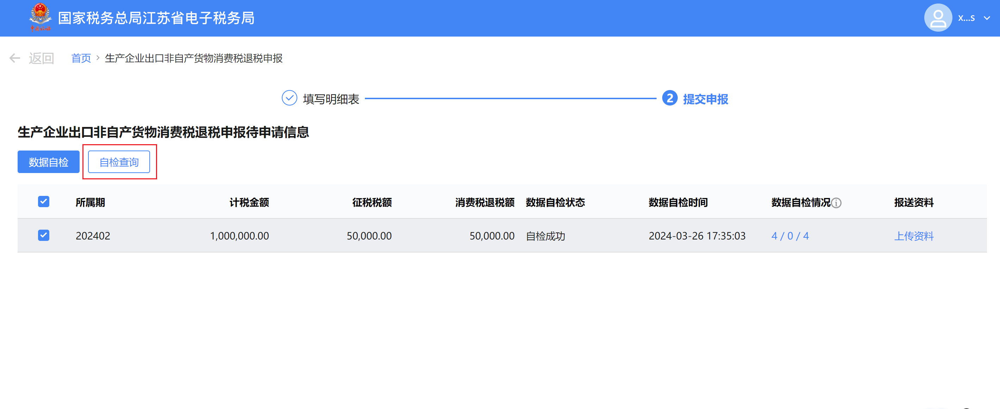 国家税务总局江苏省电子税务局
x...s
返回 首页 > 生产企业出口非自产货物消费税退税申报
填写明细表 2 提交申报
生产企业出口非自产货物消费税退税申报待申请信息
数据自检 自检查询
所属期 计税金额 征税税额 消费税退税额 数据自检状态 数据自检时间 数据自检情况 报送资料
202402 1,000,000.00 50,000.00 50,000.00 自检成功 2024-03-26 17:35:03 4 / 0 / 4 上传资料